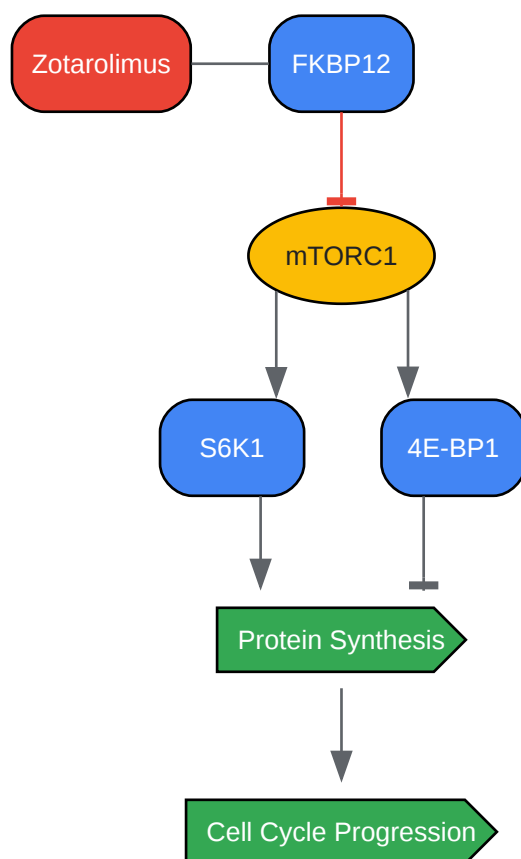 Zotarolimus
FKBP12
mTORC1
S6K1
4E-BP1
Protein Synthesis
Cell Cycle Progression